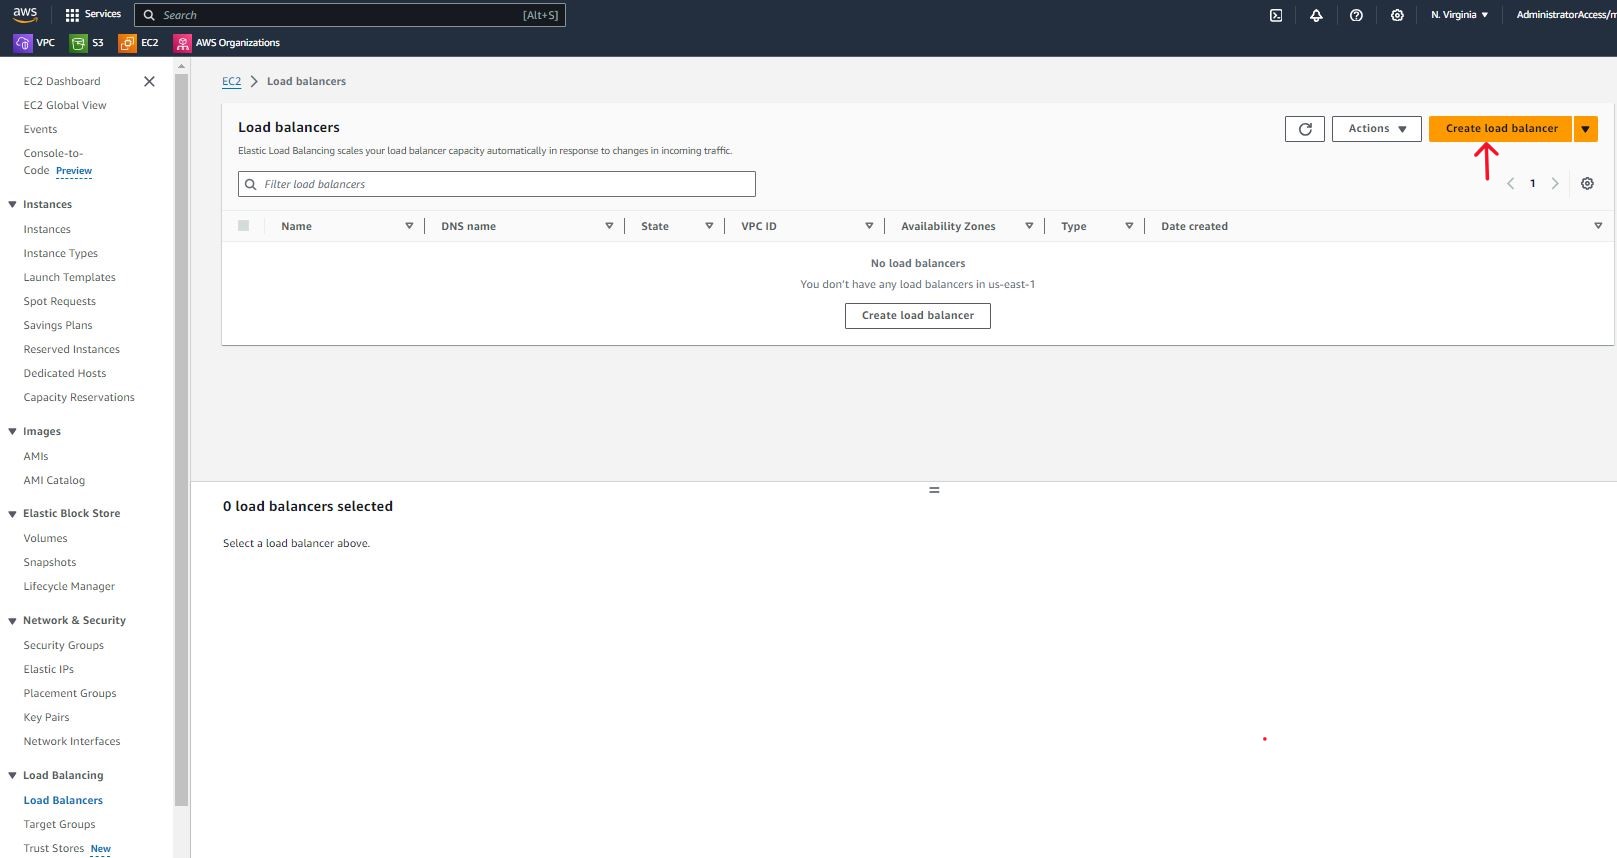 aws
Services
Search
[Alt+S]
N. Virginia
AdministratorAccess/m
VPC
S3
EC2
AWS Organizations
EC2 Dashboard
EC2 Global View
Events
Console-to-
Code Preview
Instances
Instances
Instance Types
Launch Templates
Spot Requests
Savings Plans
Reserved Instances
Dedicated Hosts
Capacity Reservations
Images
AMIs
AMI Catalog
Elastic Block Store
Volumes
Snapshots
Lifecycle Manager
Network & Security
Security Groups
Elastic IPs
Placement Groups
Key Pairs
Network Interfaces
Load Balancing
Load Balancers
Target Groups
Trust Stores New
EC2 > Load balancers
Load balancers
Actions
Create load balancer
Elastic Load Balancing scales your load balancer capacity automatically in response to changes in incoming traffic.
Filter load balancers
1
Name
DNS name
State
VPC ID
Availability Zones
Type
Date created
No load balancers
You don't have any load balancers in us-east-1
Create load balancer
0 load balancers selected
Select a load balancer above.